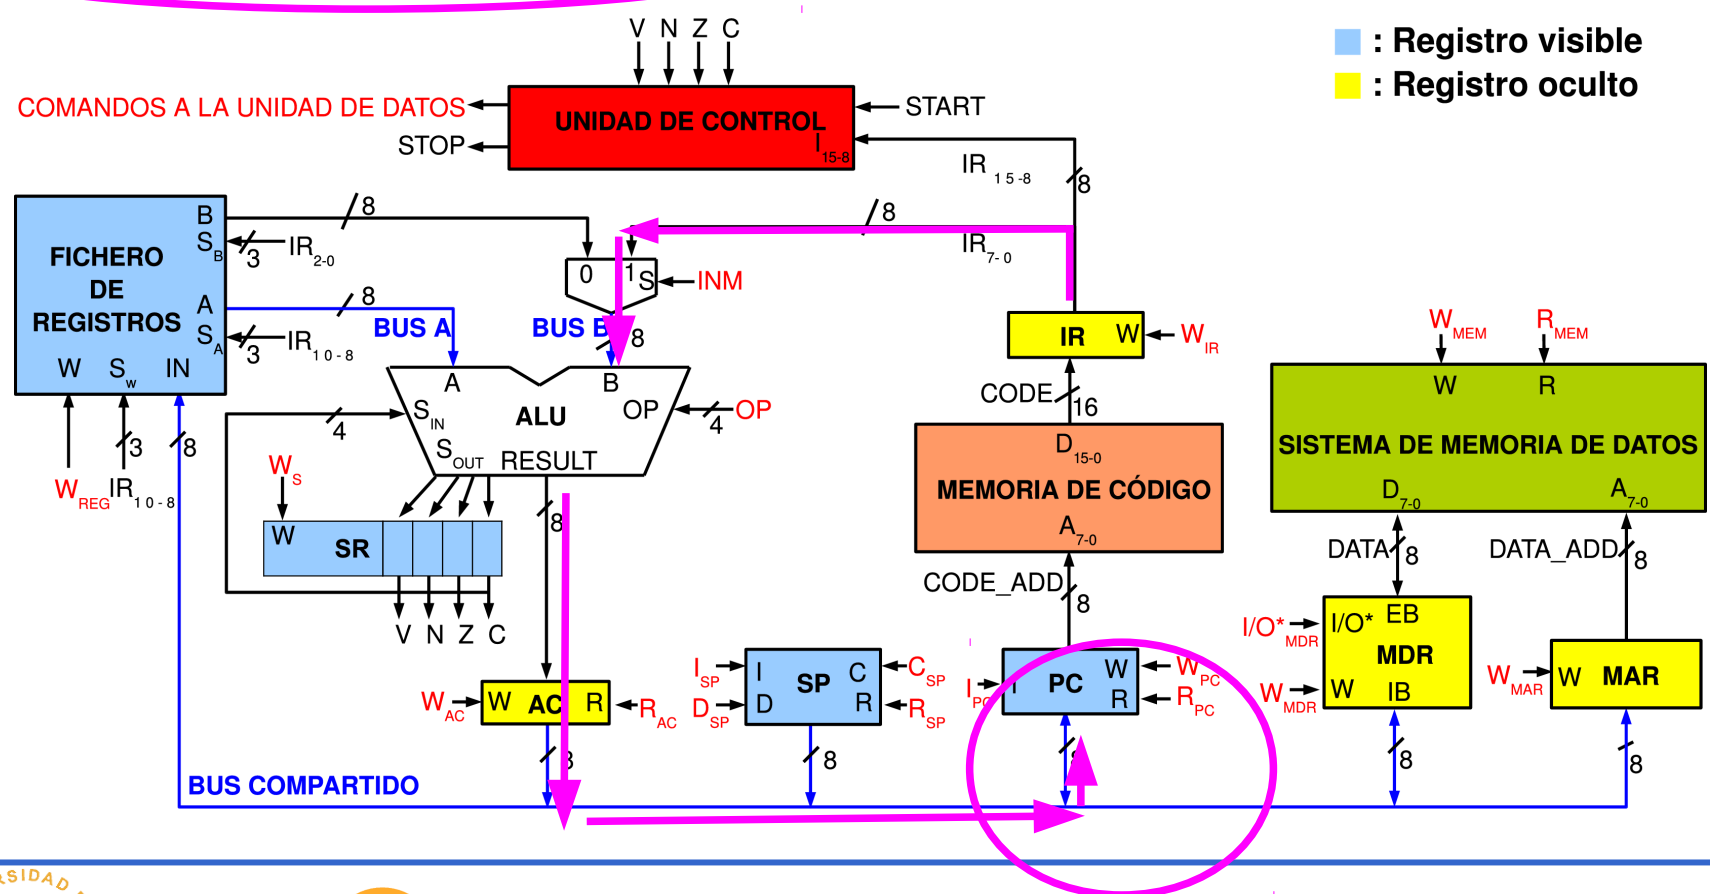 V N Z C
: Registro visible
: Registro oculto
COMANDOS A LA UNIDAD DE DATOS
START
UNIDAD DE CONTROL
STOP
I15-8
IR 15-8
8
B
8
8
SB
IR2-0
3
FICHERO
DE
REGISTROS
IR7-0
0 1 S
INM
A
8
BUS A
BUS B
8
SA
IR10-8
3
W Sw IN
IR W
WIR
WMEM RMEM
W R
A B
CODE
16
SIN
ALU
OP
OP
4
4
3
8
SOUT RESULT
D15-0
SISTEMA DE MEMORIA DE DATOS
WS
WREG IR10-8
MEMORIA DE CÓDIGO
D7-0 A7-0
W
SR
8
A7-0
DATA
8
DATA_ADD
8
CODE_ADD
8
V N Z C
I/O*MDR
I/O* EB
MDR
WMDR
W IB
ISP
I
SP
C
CSP
DSP
D
R
RSP
IPC
I
PC
W
WPC
R
RPC
WMAR
W MAR
WAC
W AC R
RAC
8
8
8
8
8
BUS COMPARTIDO
RSIDAD